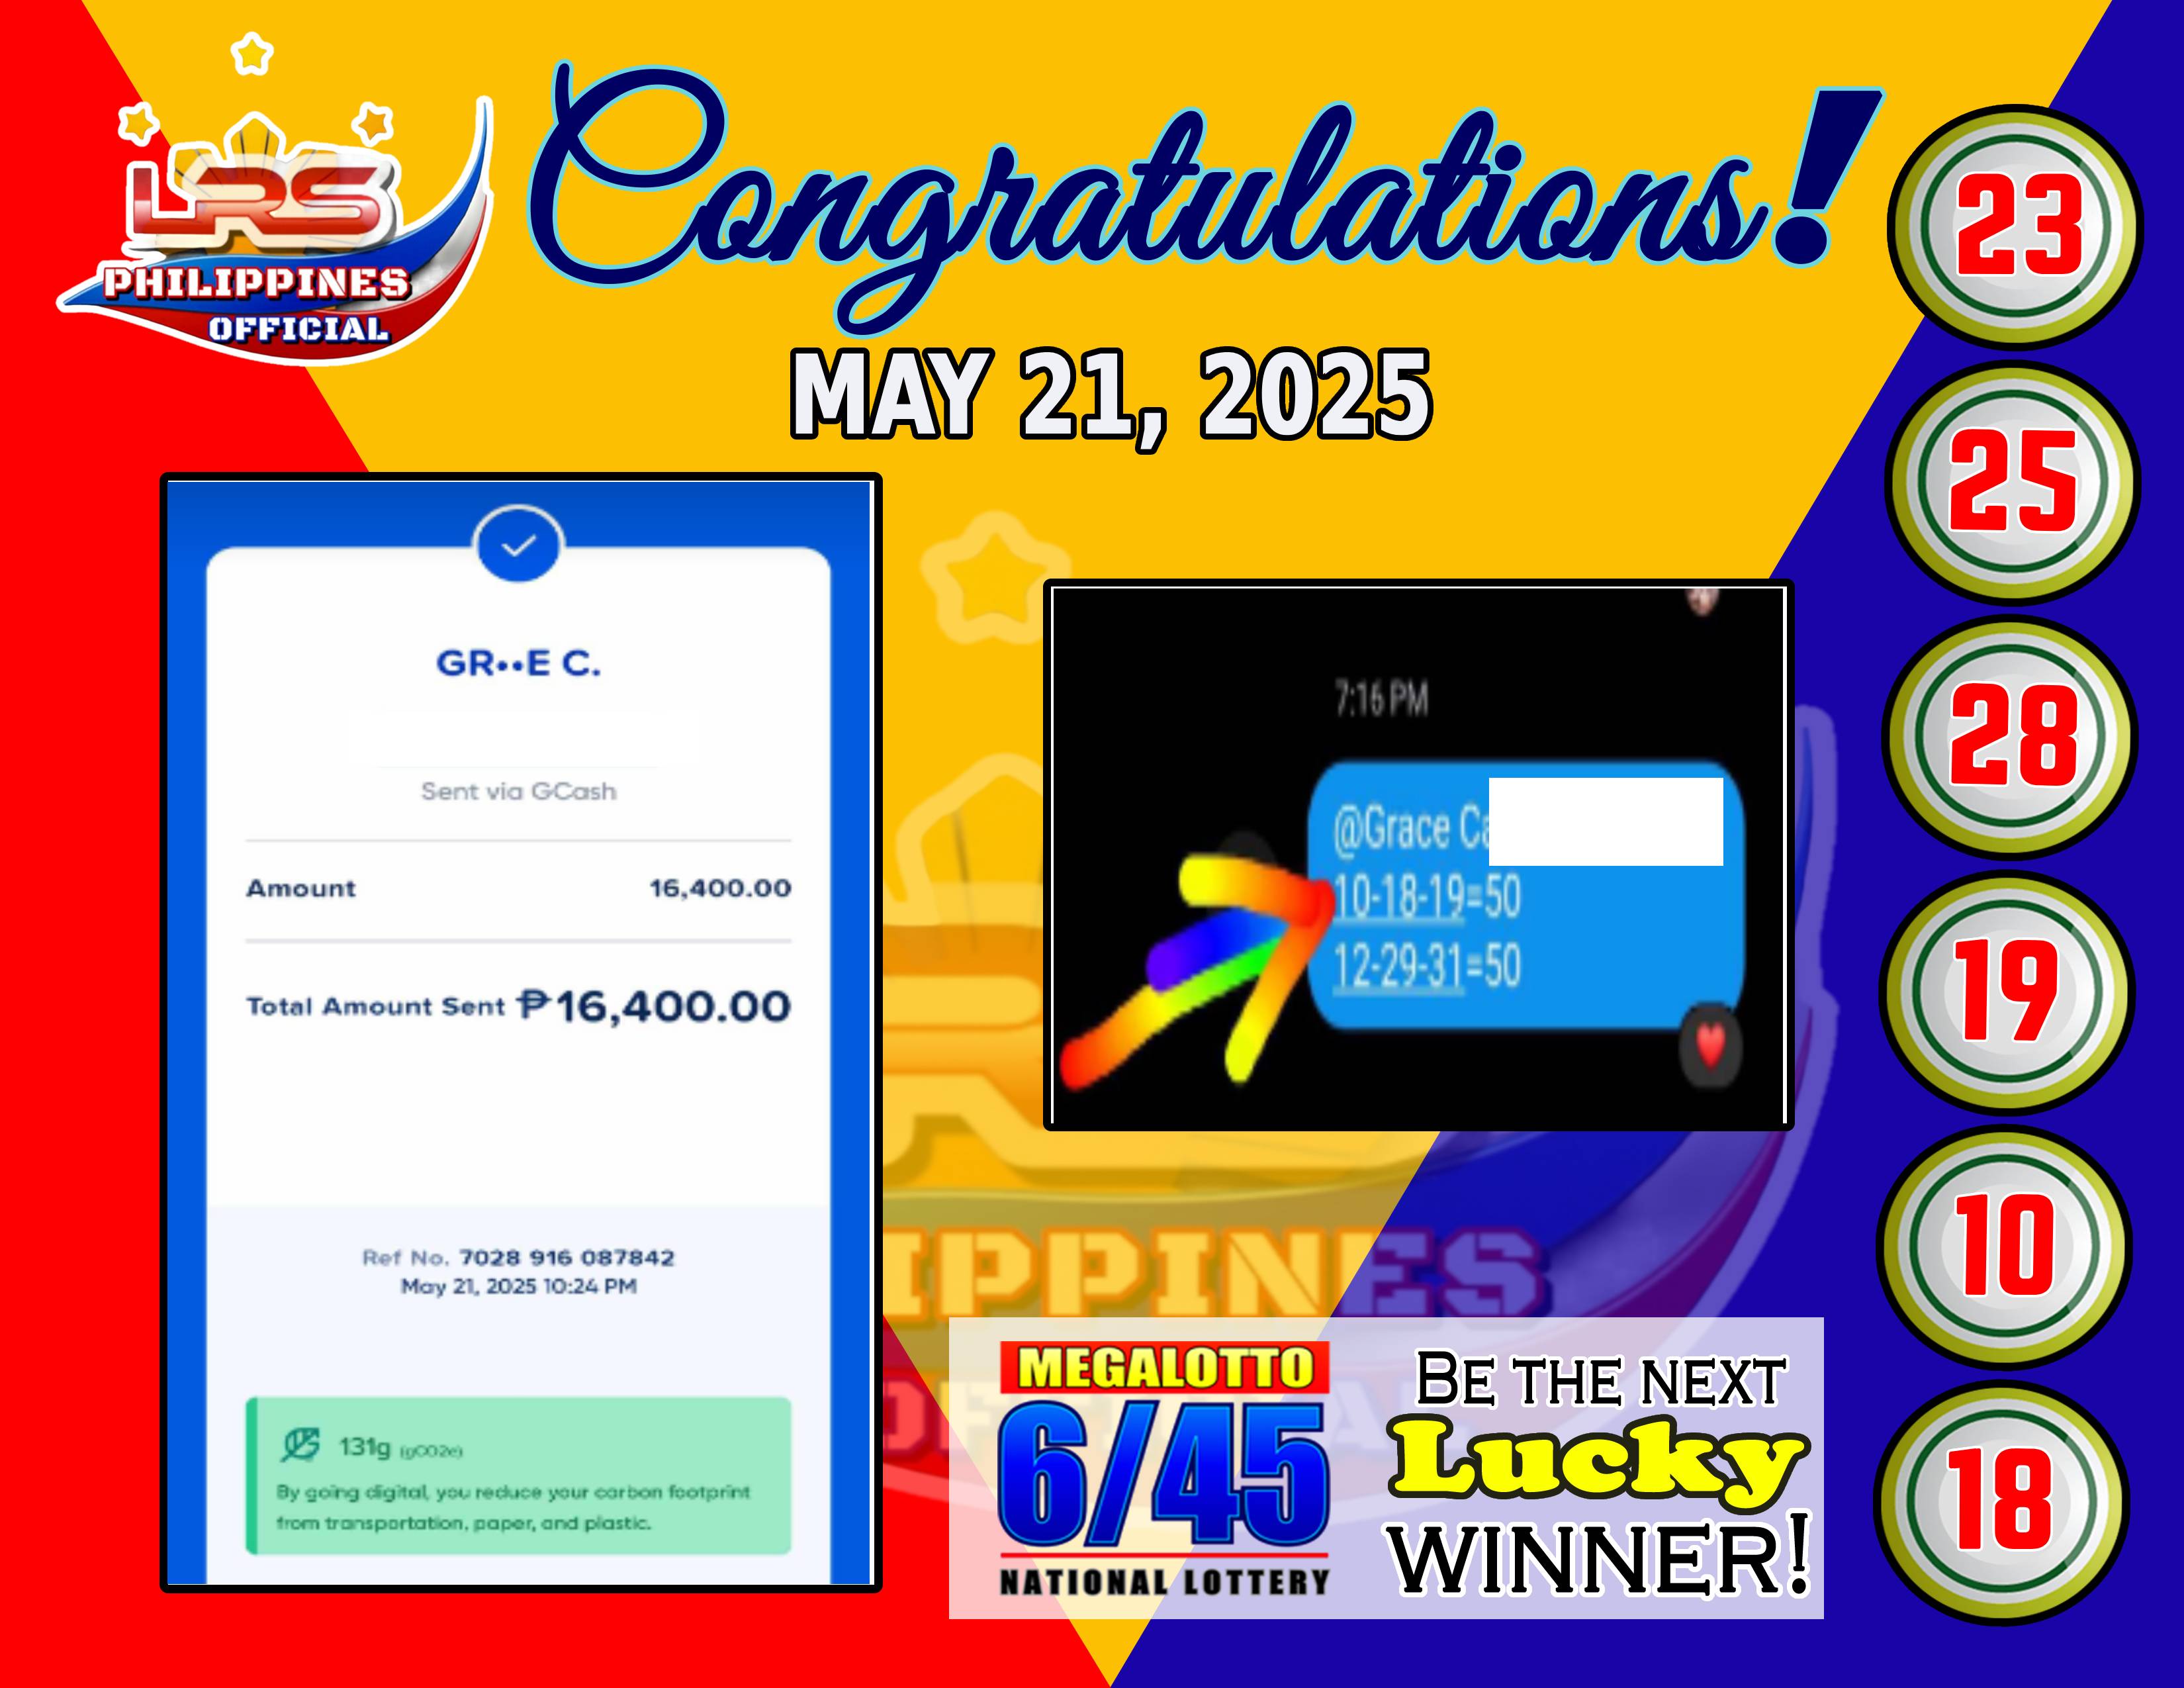 LRS
PHILIPPINES
OFFICIAL
Congratulations!
MAY 21, 2025
GR••E C.
Sent via GCash
Amount 16,400.00
Total Amount Sent ₱16,400.00
Ref No. 7028 916 087842
May 21, 2025 10:24 PM
131g (gCO2e)
By going digital, you reduce your carbon footprint
from transportation, paper, and plastic.
7:16 PM
@Grace Ca
10-18-19=50
12-29-31=50
MEGALOTTO
6/45
NATIONAL LOTTERY
BE THE NEXT
Lucky
WINNER!
23
25
28
19
10
18